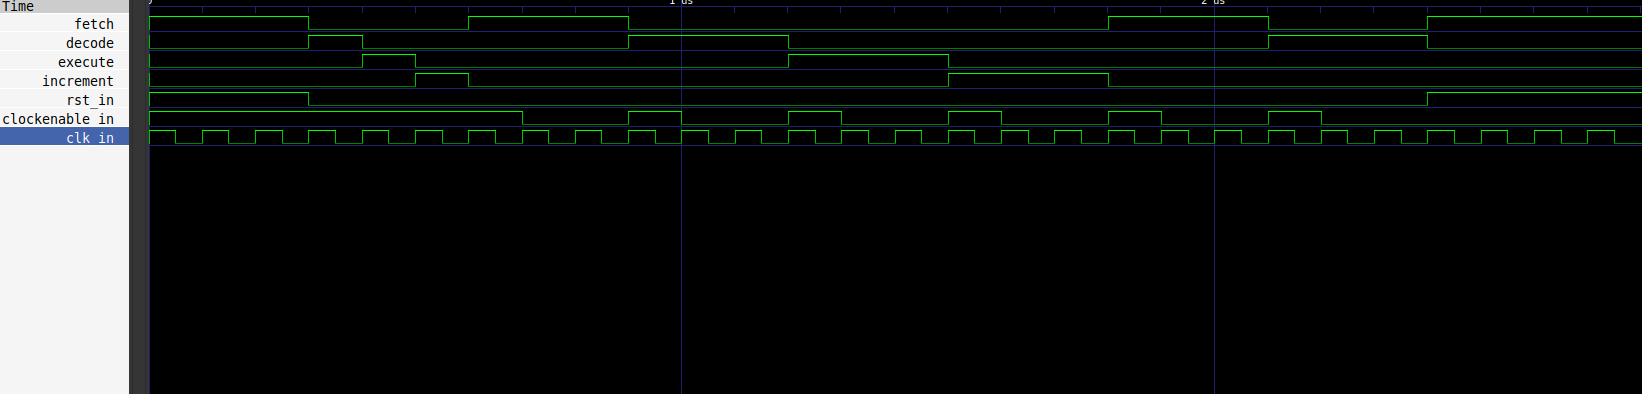 Time
1 us
2 us
fetch
decode
execute
increment
rst_in
clockenable_in
clk_in